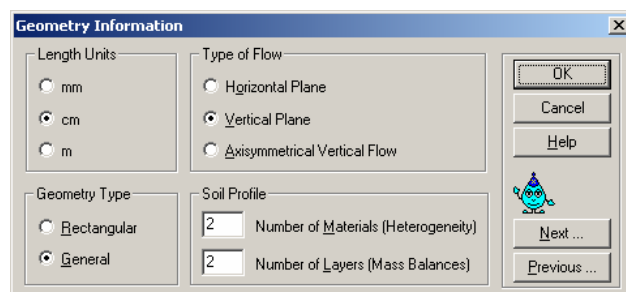 Geometry Information
Length Units
mm
cm
m
Type of Flow
Horizontal Plane
Vertical Plane
Axisymmetrical Vertical Flow
Geometry Type
Rectangular
General
Soil Profile
2 Number of Materials (Heterogeneity)
2 Number of Layers (Mass Balances)
OK
Cancel
Help
Next ...
Previous ...